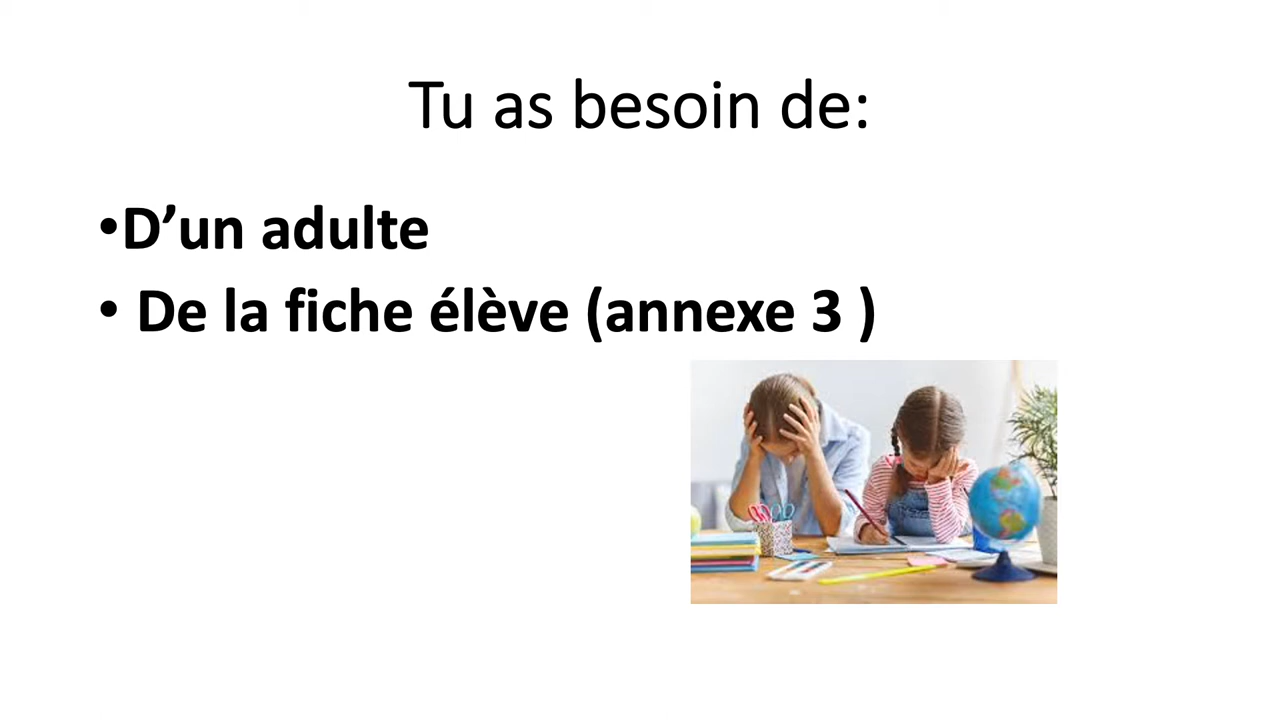 Tu as besoin de:
•D’un adulte
• De la fiche élève (annexe 3 )